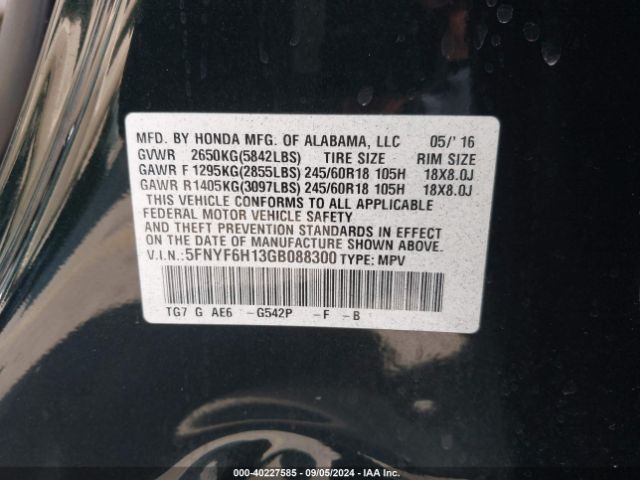 MFD. BY HONDA MFG. OF ALABAMA, LLC 05/'16
GVWR 2650KG(5842LBS) TIRE SIZE RIM SIZE
GAWR F 1295KG(2855LBS) 245/60R18 105H 18X8.0J
GAWR R1405KG(3097LBS) 245/60R18 105H 18X8.0J
THIS VEHICLE CONFORMS TO ALL APPLICABLE
FEDERAL MOTOR VEHICLE SAFETY
AND THEFT PREVENTION STANDARDS IN EFFECT
ON THE DATE OF MANUFACTURE SHOWN ABOVE.
V.I.N.: 5FNYF6H13GB088300 TYPE: MPV
TG7 G AE6 -G542P -F -B
000-40227585 - 09/05/2024 - IAA Inc.